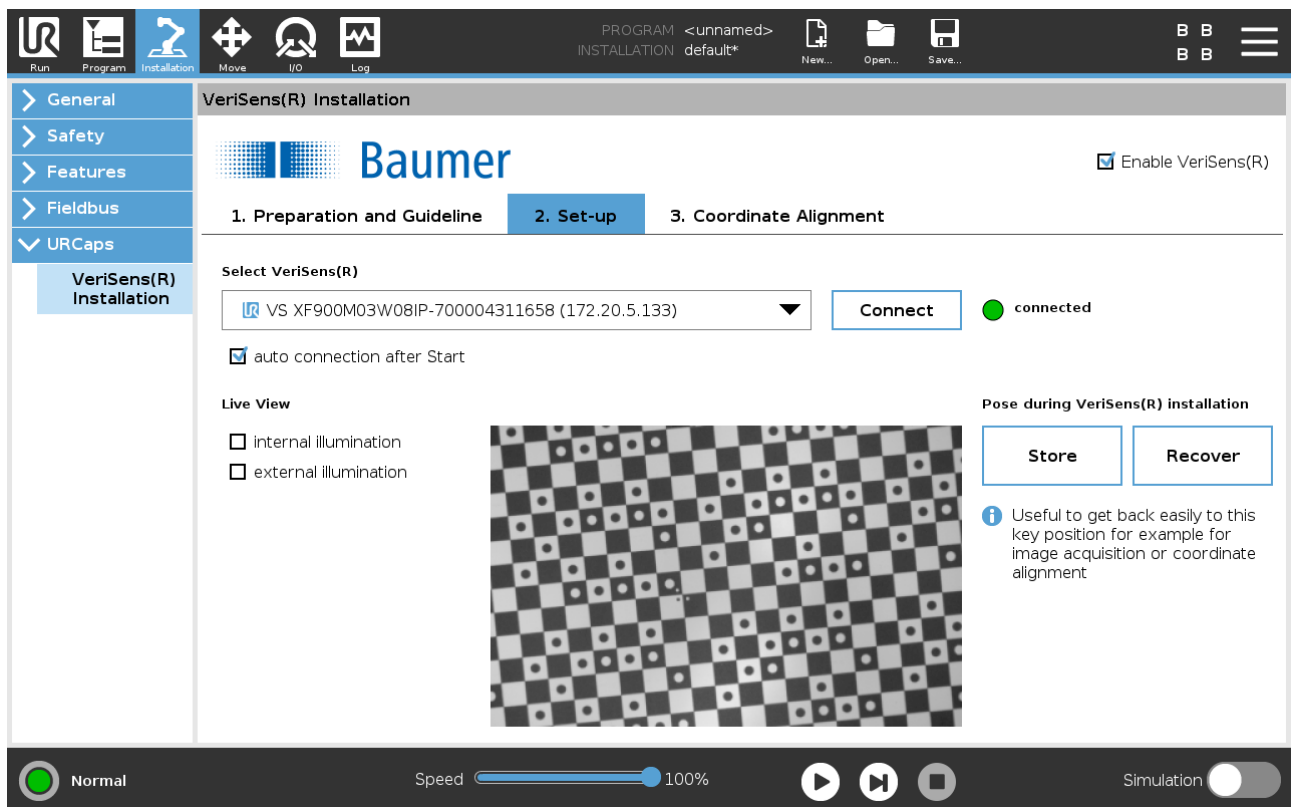 PROGRAM <unnamed>
INSTALLATION default*
Run Program Installation Move I/O Log New... Open... Save...
B B
B B
General
Safety
Features
Fieldbus
URCaps
VeriSens(R)
Installation
VeriSens(R) Installation
Baumer
Enable VeriSens(R)
1. Preparation and Guideline 2. Set-up 3. Coordinate Alignment
Select VeriSens(R)
UR VS XF900M03W08IP-700004311658 (172.20.5.133) Connect connected
auto connection after Start
Live View
internal illumination
external illumination
Pose during VeriSens(R) installation
Store Recover
Useful to get back easily to this
key position for example for
image acquisition or coordinate
alignment
Normal Speed 100% Simulation